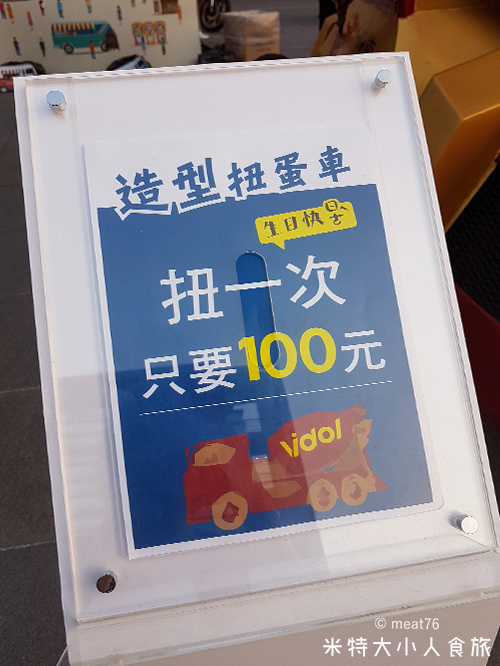 造型扭蛋車
生日快樂
扭一次
只要100元
vidol
© meat76
米特大小人食旅